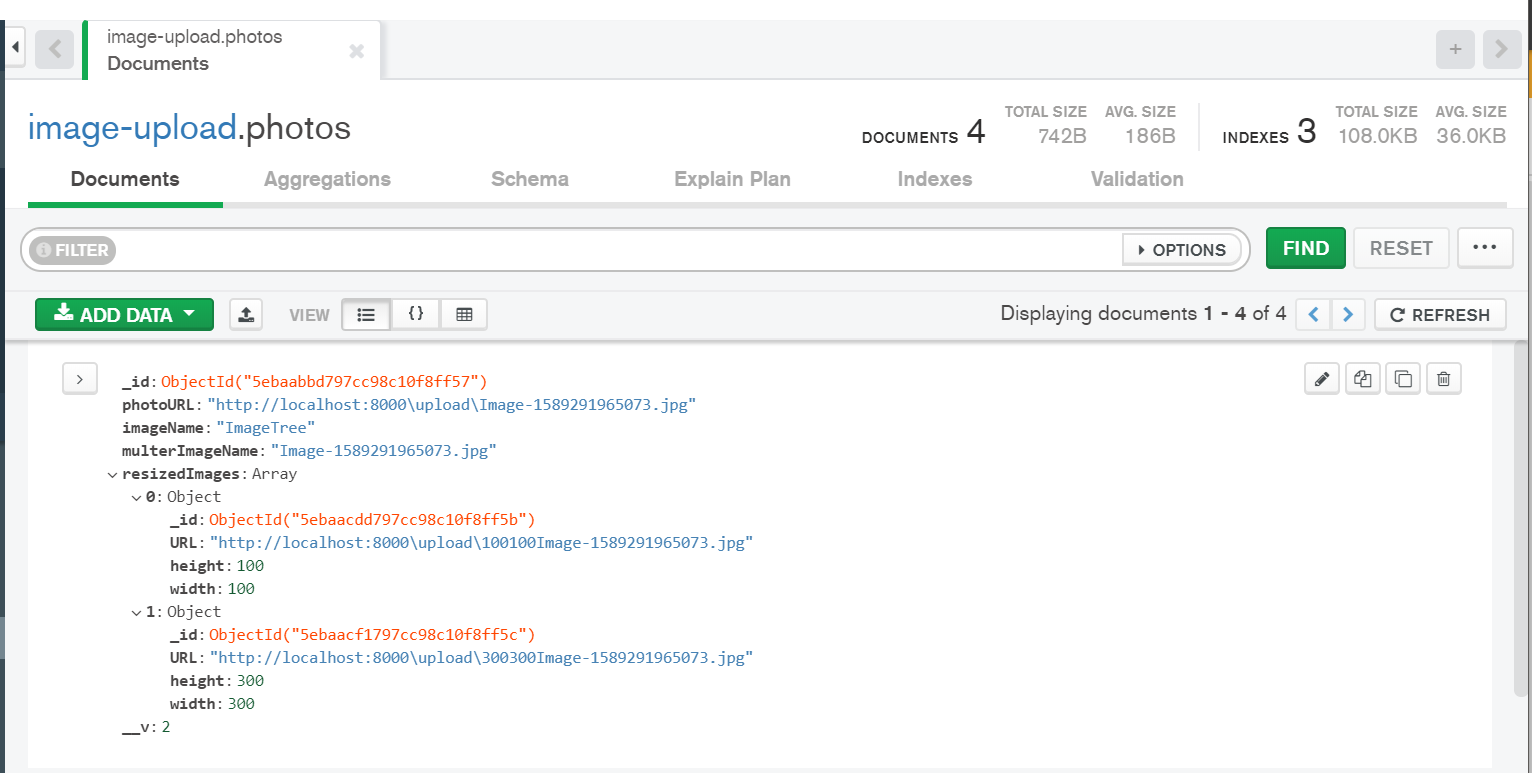 image-upload.photos
Documents
image-upload.photos
DOCUMENTS 4 TOTAL SIZE 742B AVG. SIZE 186B INDEXES 3 TOTAL SIZE 108.0KB AVG. SIZE 36.0KB
Documents Aggregations Schema Explain Plan Indexes Validation
FILTER OPTIONS FIND RESET ...
ADD DATA VIEW {} Displaying documents 1 - 4 of 4 REFRESH
_id: ObjectId("5ebaabbd797cc98c10f8ff57")
photoURL: "http://localhost:8000\upload\Image-1589291965073.jpg"
imageName: "ImageTree"
multerImageName: "Image-1589291965073.jpg"
resizedImages: Array
0: Object
_id: ObjectId("5ebaacdd797cc98c10f8ff5b")
URL: "http://localhost:8000\upload\100100Image-1589291965073.jpg"
height: 100
width: 100
1: Object
_id: ObjectId("5ebaacf1797cc98c10f8ff5c")
URL: "http://localhost:8000\upload\300300Image-1589291965073.jpg"
height: 300
width: 300
__v: 2